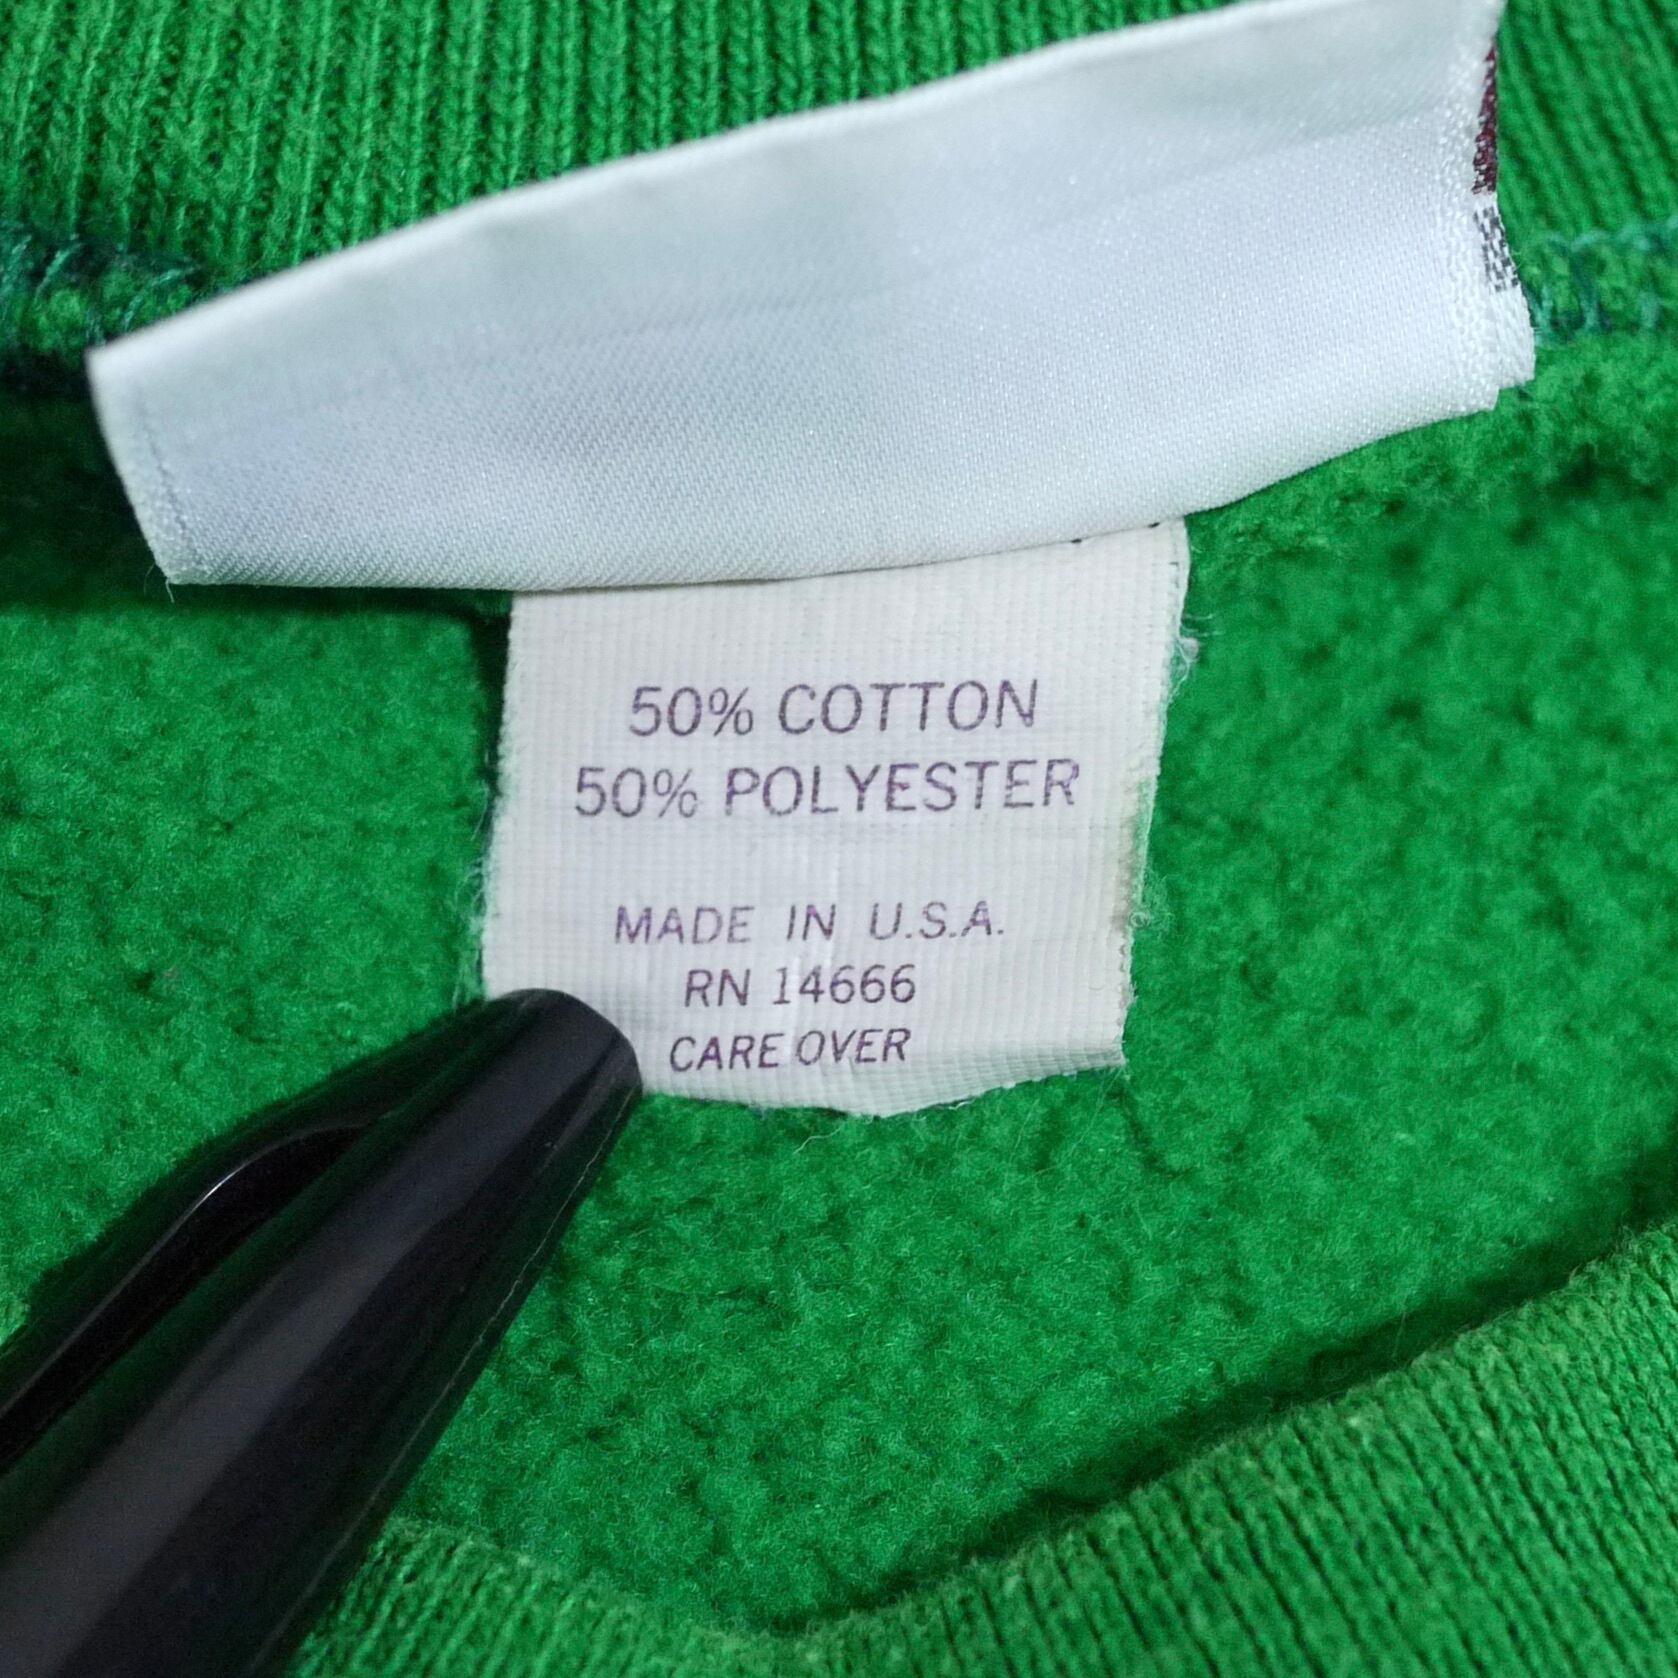 50% COTTON
50% POLYESTER
MADE IN U.S.A.
RN 14666
CARE OVER